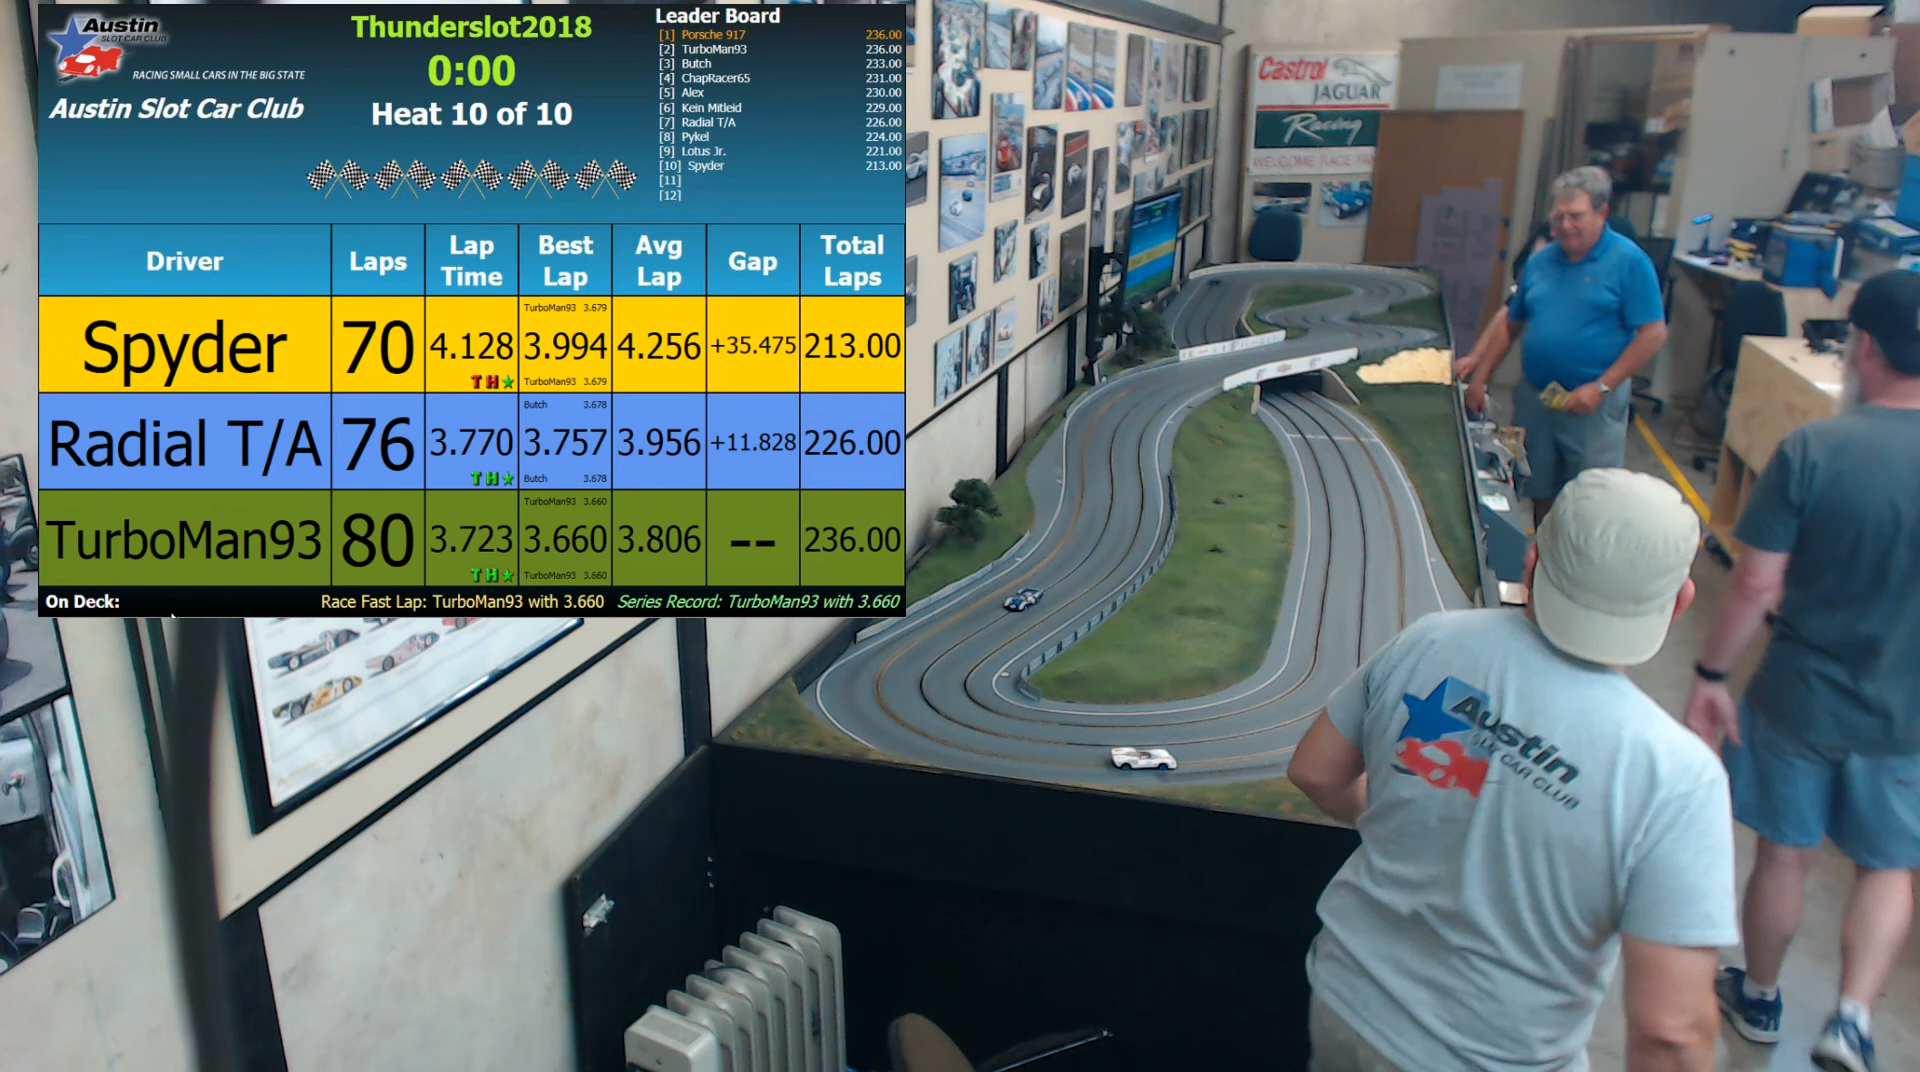 Austin
SLOT CAR CLUB
RACING SMALL CARS IN THE BIG STATE
Austin Slot Car Club
Thunderslot2018
0:00
Heat 10 of 10
Leader Board
[1] Porsche 917 236.00
[2] TurboMan93 236.00
[3] Butch 233.00
[4] ChapRacer65 231.00
[5] Alex 230.00
[6] Kein Mitleid 229.00
[7] Radial T/A 226.00
[8] Pykel 224.00
[9] Lotus Jr. 221.00
[10] Spyder 213.00
[11]
[12]
Driver Laps Lap Time Best Lap Avg Lap Gap Total Laps
TurboMan93 3.679
Spyder 70 4.128 3.994 4.256 +35.475 213.00
T H TurboMan93 3.679
Butch 3.678
Radial T/A 76 3.770 3.757 3.956 +11.828 226.00
T H Butch 3.678
TurboMan93 3.660
TurboMan93 80 3.723 3.660 3.806 -- 236.00
T H TurboMan93 3.660
On Deck: Race Fast Lap: TurboMan93 with 3.660 Series Record: TurboMan93 with 3.660
Castrol
JAGUAR
Racing
WELCOME RACE FAN
Austin
SLOT CAR CLUB